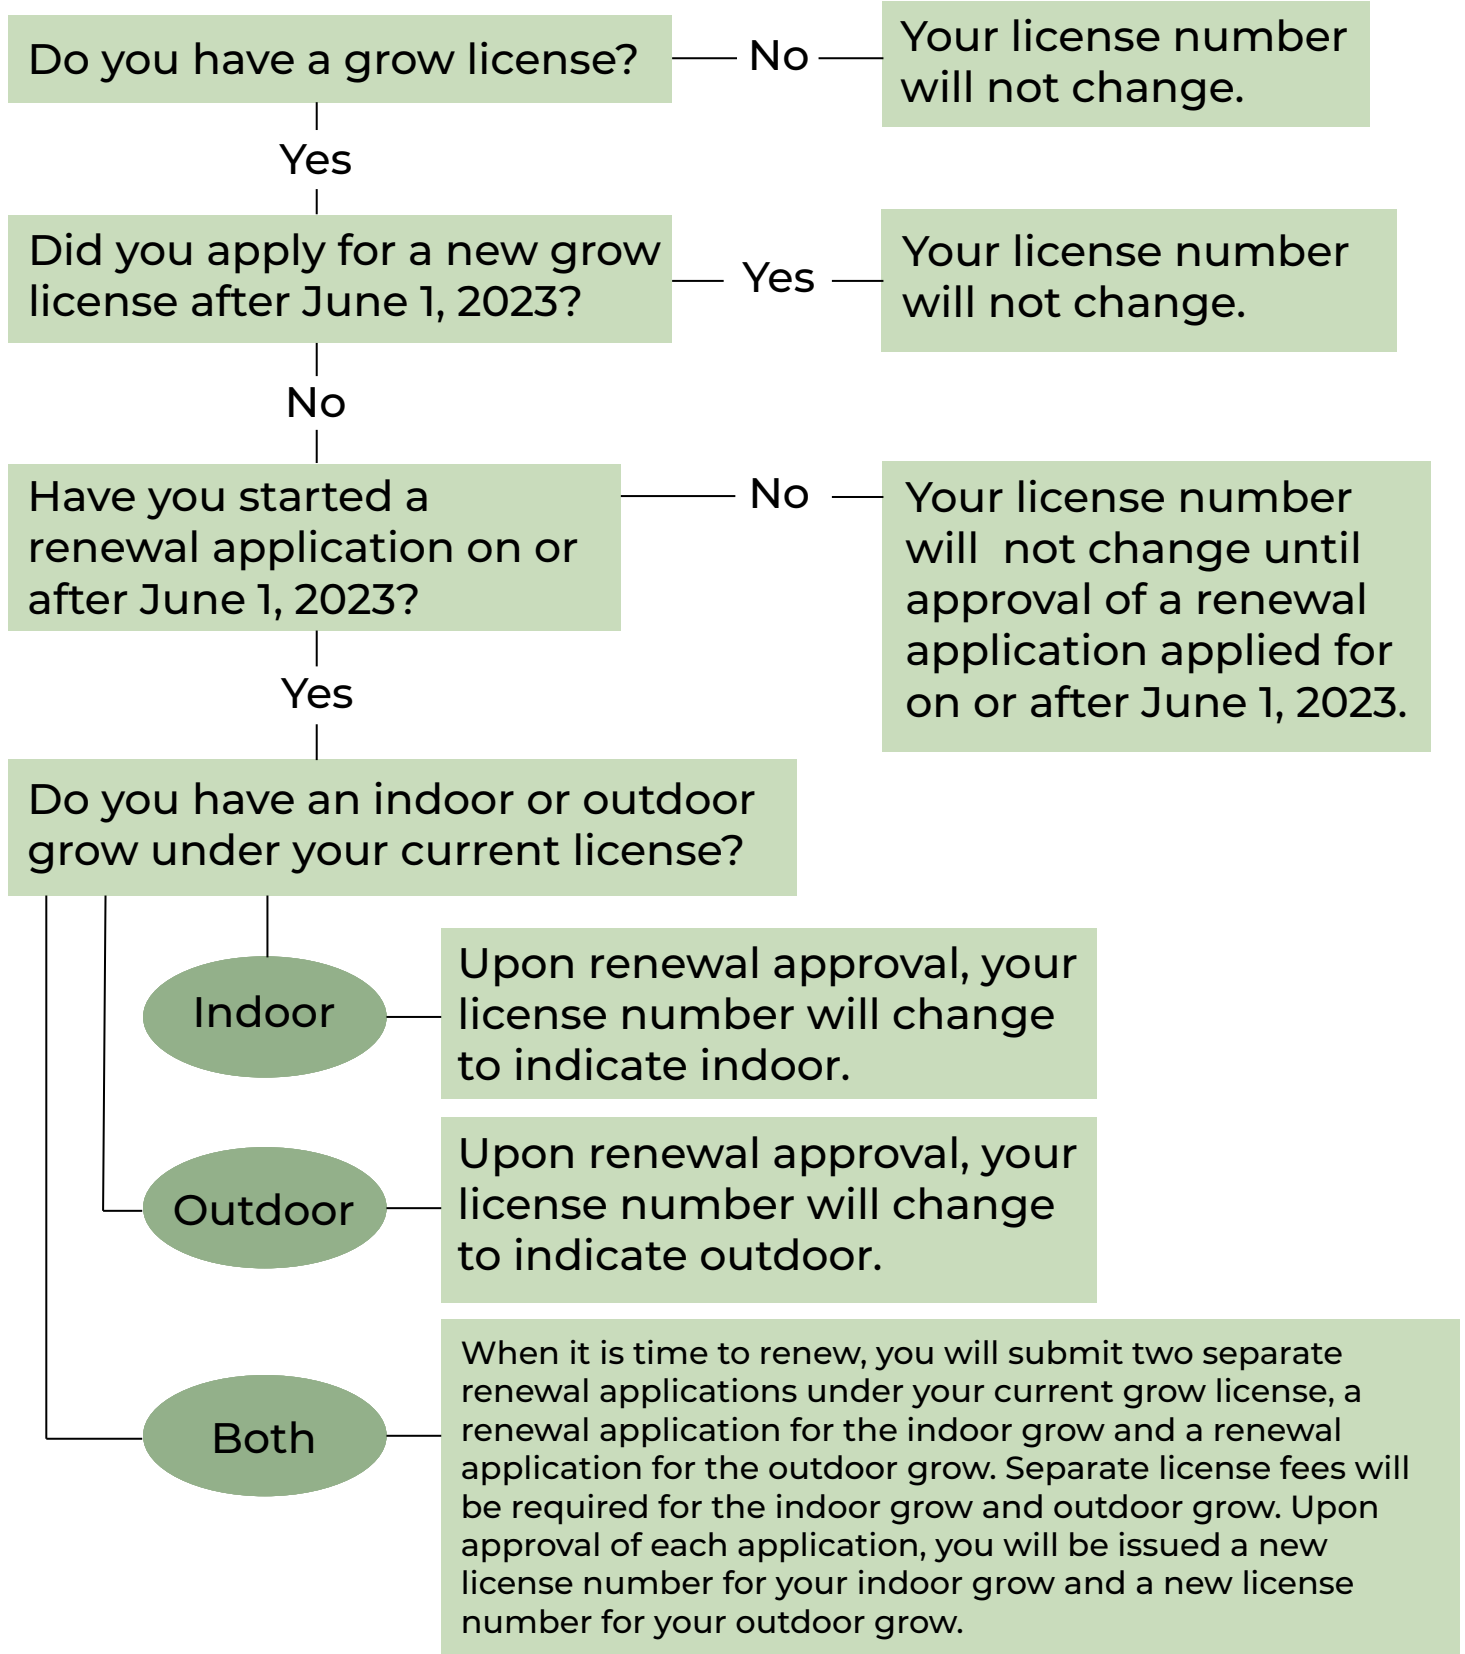 Do you have a grow license?
No
Your license number
will not change.
Yes
Did you apply for a new grow
license after June 1, 2023?
Yes
Your license number
will not change.
No
Have you started a
renewal application on or
after June 1, 2023?
No
Your license number
will not change until
approval of a renewal
application applied for
on or after June 1, 2023.
Yes
Do you have an indoor or outdoor
grow under your current license?
Indoor
Upon renewal approval, your
license number will change
to indicate indoor.
Outdoor
Upon renewal approval, your
license number will change
to indicate outdoor.
Both
When it is time to renew, you will submit two separate
renewal applications under your current grow license, a
renewal application for the indoor grow and a renewal
application for the outdoor grow. Separate license fees will
be required for the indoor grow and outdoor grow. Upon
approval of each application, you will be issued a new
license number for your indoor grow and a new license
number for your outdoor grow.